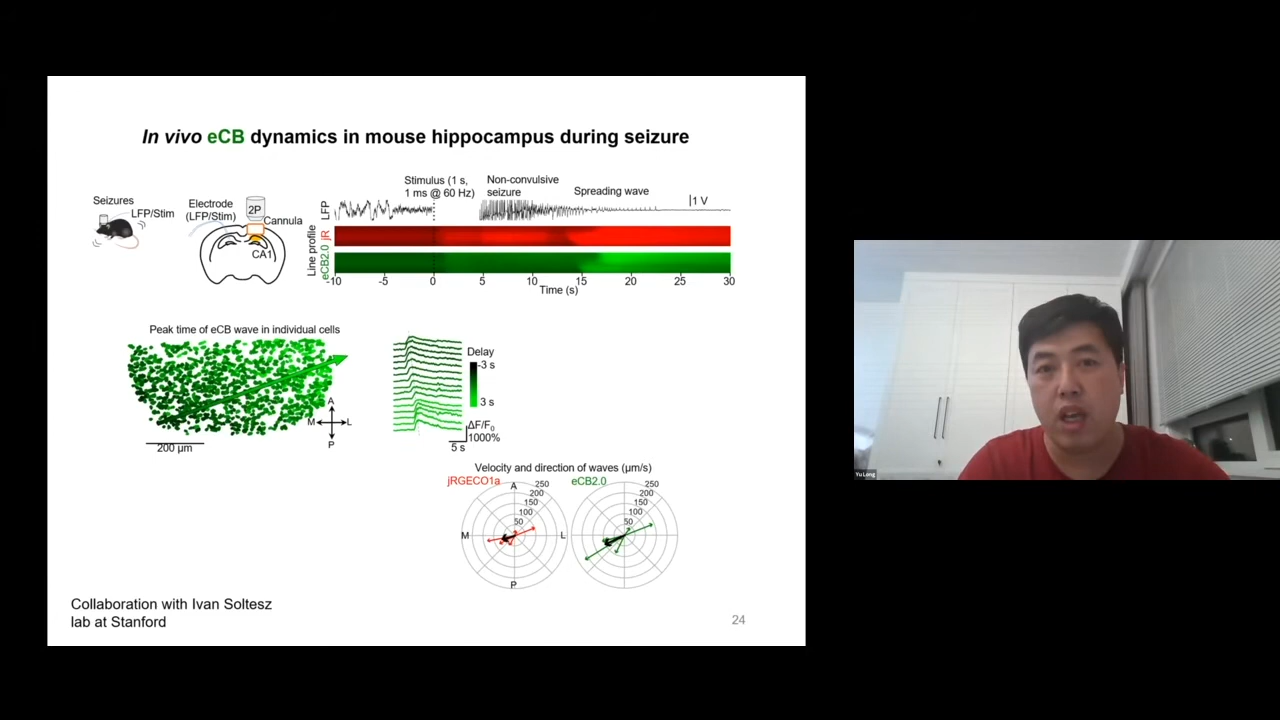 In vivo eCB dynamics in mouse hippocampus during seizure
Seizures
LFP/Stim
Electrode
(LFP/Stim)
2P
Cannula
CA1
Stimulus (1 s,
1 ms @ 60 Hz)
Non-convulsive
seizure
Spreading wave
1 V
LFP
Line profile
jR
eCB2.0
-10 -5 0 5 10 15 20 25 30
Time (s)
Peak time of eCB wave in individual cells
A
M L
P
200 µm
Delay
-3 s
3 s
ΔF/F0
1000%
5 s
Velocity and direction of waves (µm/s)
jRGECO1a
A
250
200
150
100
50
M
L
P
eCB2.0
250
200
150
100
50
Collaboration with Ivan Soltesz
lab at Stanford
24
Yu Long